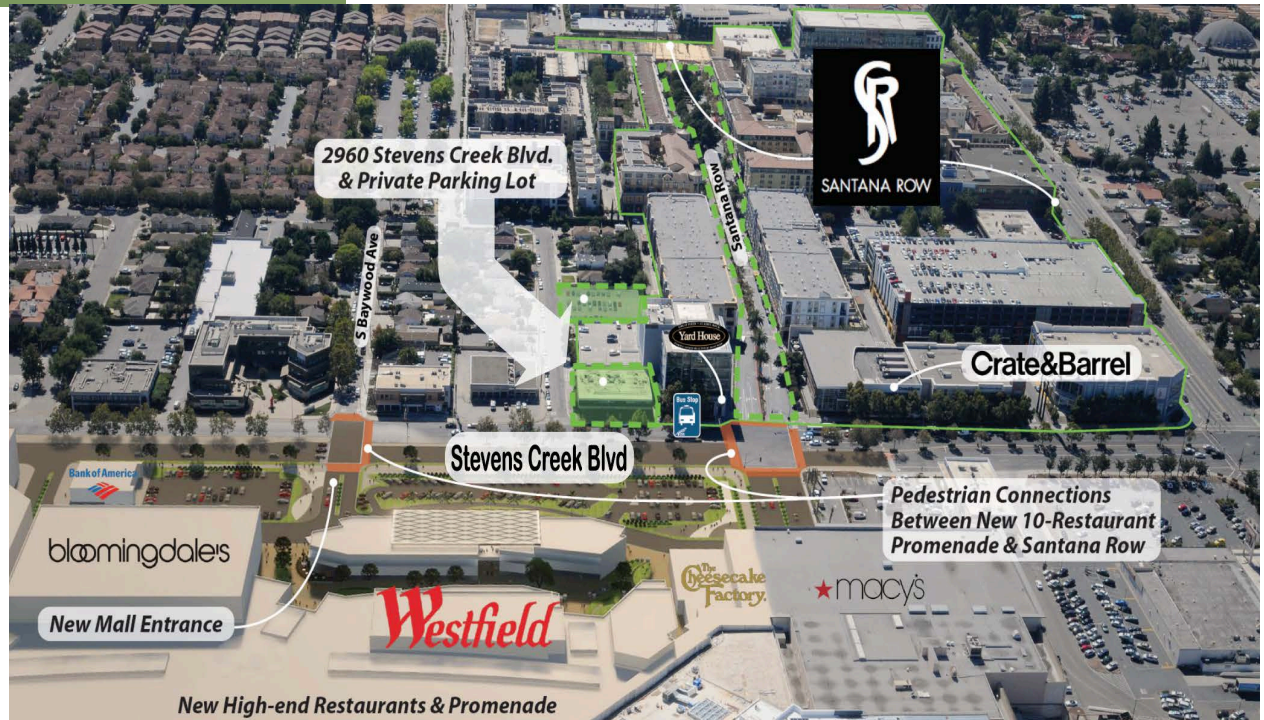 SANTANA ROW
2960 Stevens Creek Blvd.
& Private Parking Lot
Santana Row
S Baywood Ave
Yard House
Crate&Barrel
Bus Stop
Stevens Creek Blvd
Bank of America
Pedestrian Connections
Between New 10-Restaurant
Promenade & Santana Row
bloomingdale's
The
Cheesecake
Factory.
macy's
New Mall Entrance
Westfield
New High-end Restaurants & Promenade